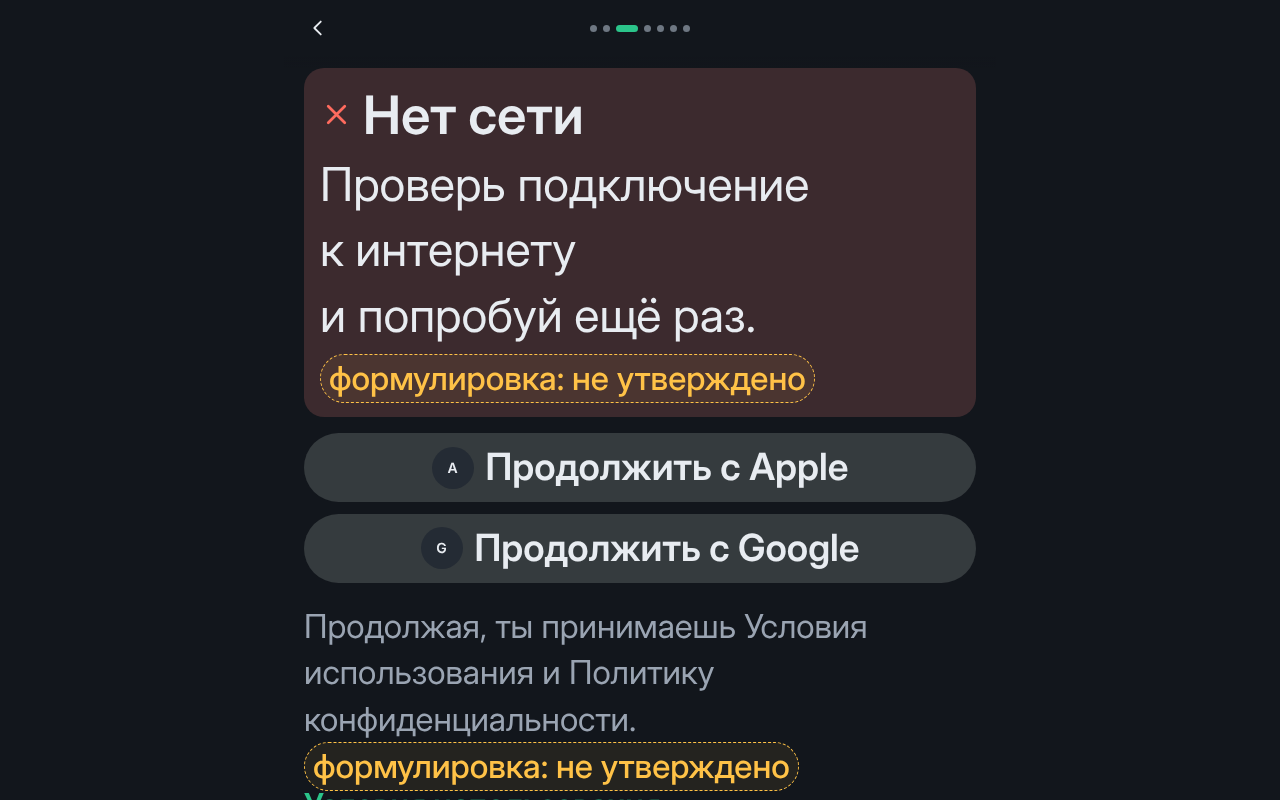 Нет сети
Проверь подключение
к интернету
и попробуй ещё раз.
формулировка: не утверждено
A Продолжить с Apple
G Продолжить с Google
Продолжая, ты принимаешь Условия
использования и Политику
конфиденциальности.
формулировка: не утверждено